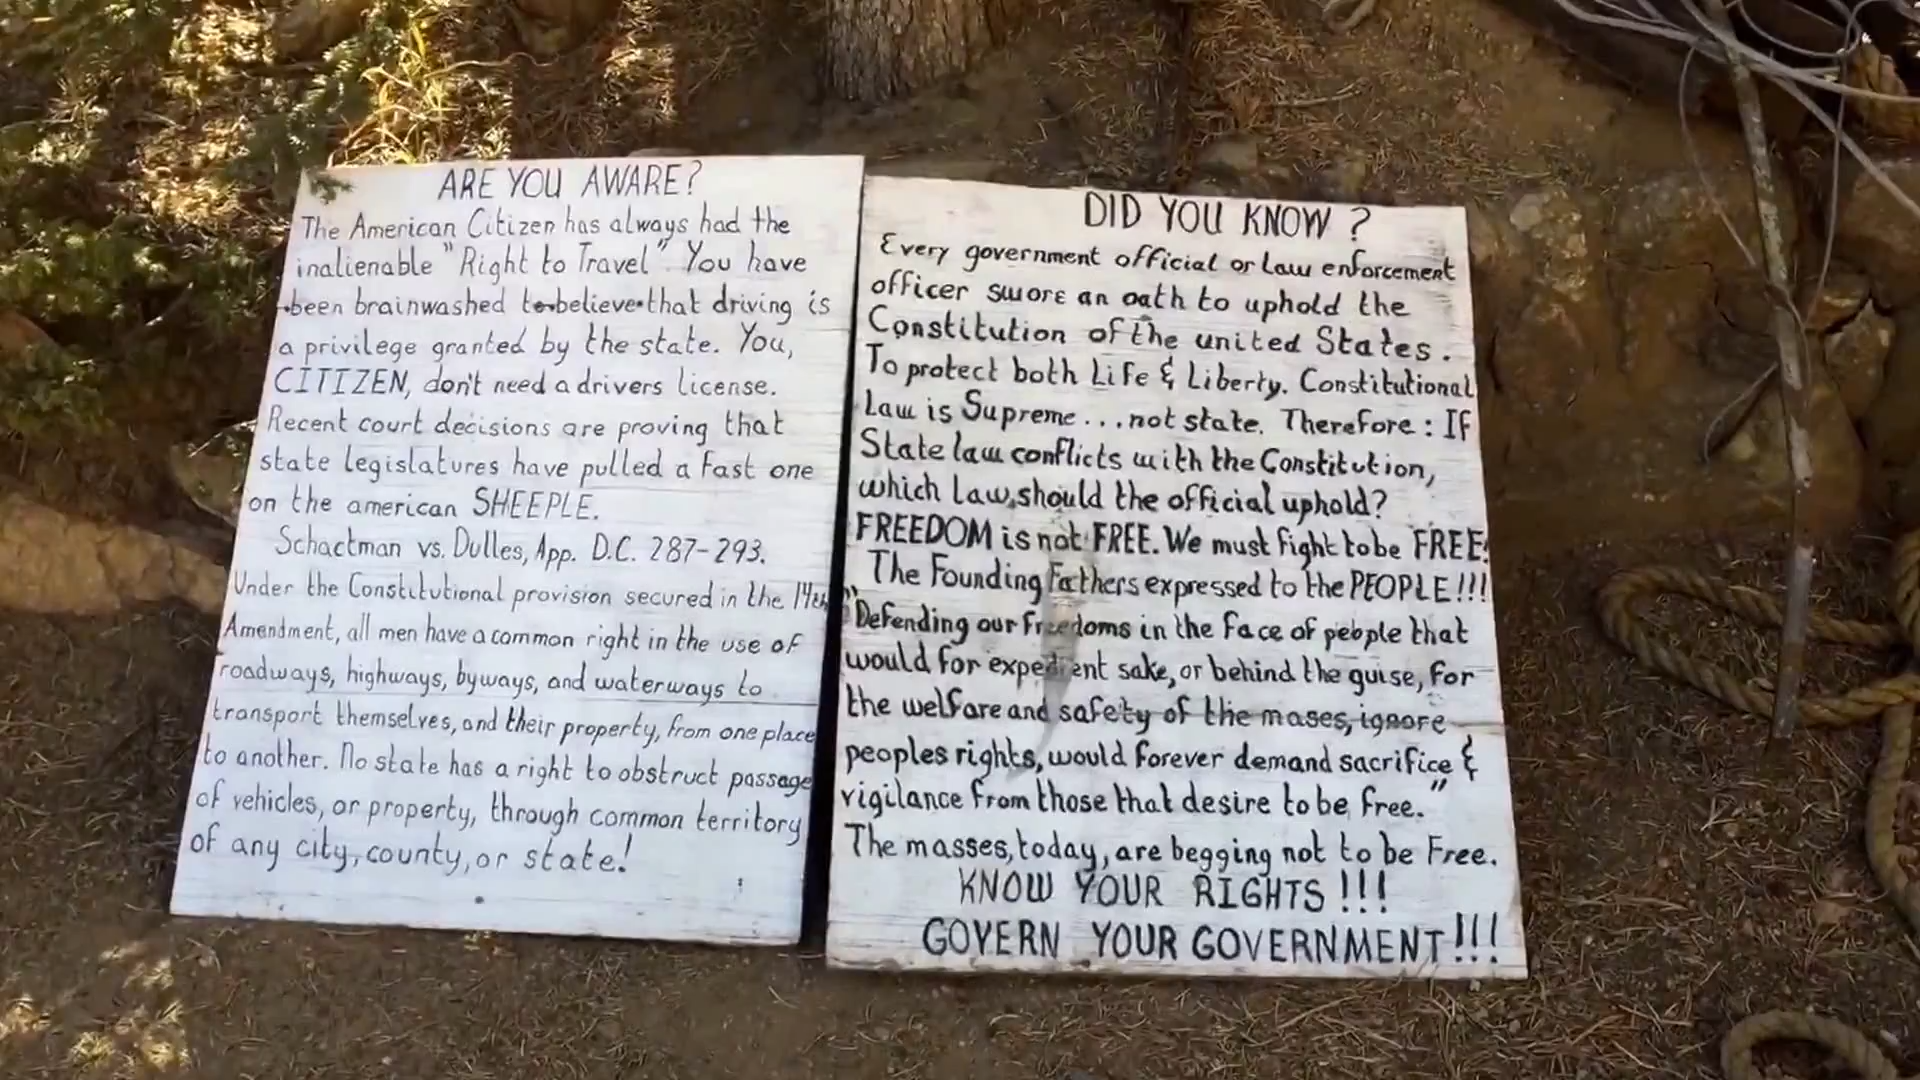 ARE YOU AWARE?
The American Citizen has always had the
inalienable "Right to Travel". You have
been brainwashed to believe that driving is
a privilege granted by the state. You,
CITIZEN, don't need a drivers license.
Recent court decisions are proving that
state legislatures have pulled a fast one
on the american SHEEPLE.
Schactman vs. Dulles, App. D.C. 287-293.
Under the Constitutional provision secured in the 14th
Amendment, all men have a common right in the use of
roadways, highways, byways, and waterways to
transport themselves, and their property, from one place
to another. No state has a right to obstruct passage
of vehicles, or property, through common territory
of any city, county, or state!
DID YOU KNOW?
Every government official or law enforcement
officer swore an oath to uphold the
Constitution of the united States.
To protect both Life & Liberty. Constitutional
Law is Supreme...not state. Therefore: If
State law conflicts with the Constitution,
which law, should the official uphold?
FREEDOM is not FREE. We must fight to be FREE!
The Founding Fathers expressed to the PEOPLE!!!
"Defending our freedoms in the face of people that
would for expedient sake, or behind the guise, for
the welfare and safety of the mases, ignore
peoples rights, would forever demand sacrifice &
vigilance from those that desire to be free."
The masses, today, are begging not to be Free.
KNOW YOUR RIGHTS!!!
GOVERN YOUR GOVERNMENT!!!